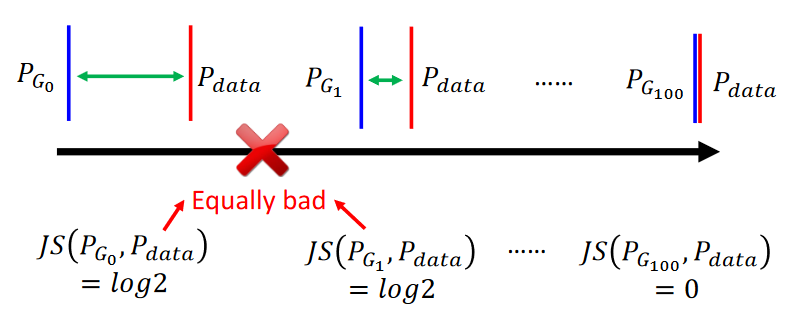 P_{G_0} P_{data} P_{G_1} P_{data} …… P_{G_{100}} P_{data}
Equally bad
JS(P_{G_0}, P_{data}) JS(P_{G_1}, P_{data}) …… JS(P_{G_{100}}, P_{data})
= log2 = log2 = 0